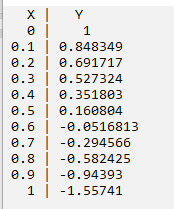 X | Y
0 | 1
0.1 | 0.848349
0.2 | 0.691717
0.3 | 0.527324
0.4 | 0.351803
0.5 | 0.160804
0.6 | -0.0516813
0.7 | -0.294566
0.8 | -0.582425
0.9 | -0.94393
1 | -1.55741